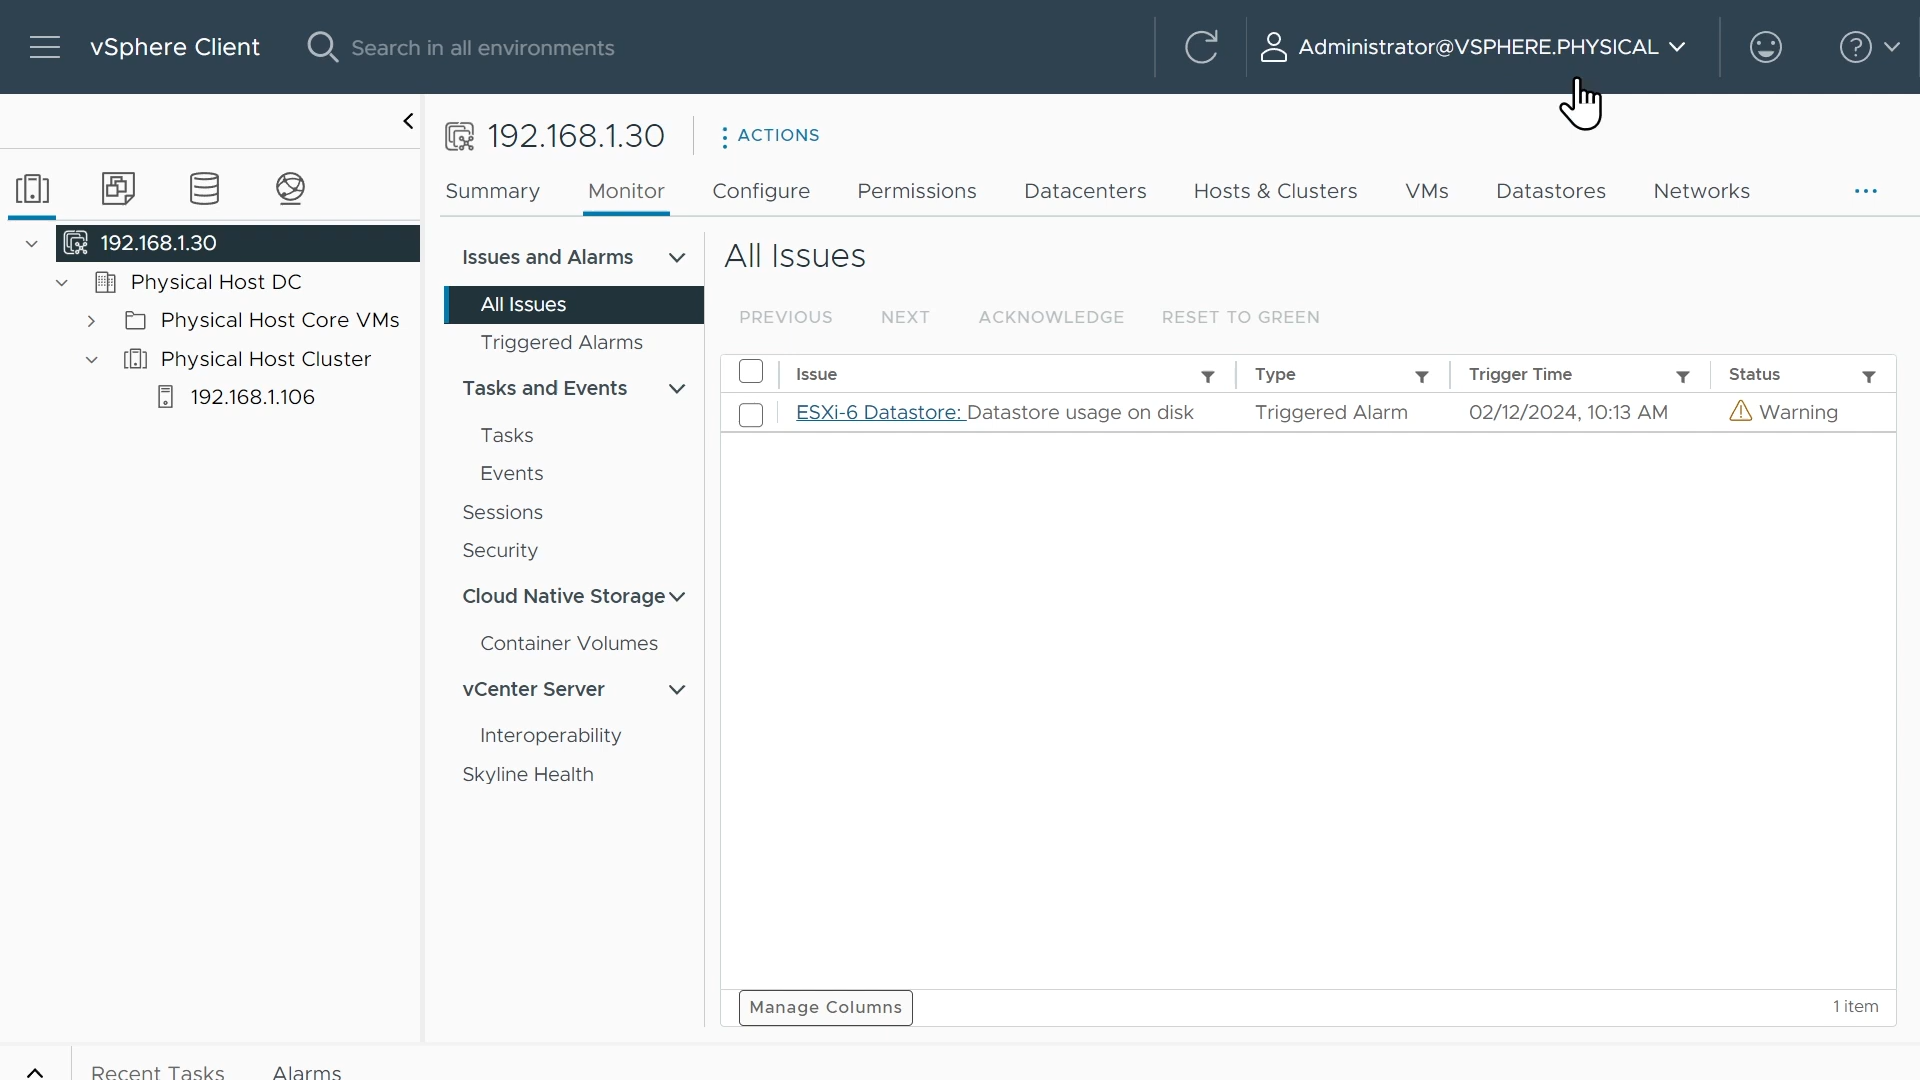 vSphere Client
Search in all environments
Administrator@VSPHERE.PHYSICAL
192.168.1.30
ACTIONS
Summary Monitor Configure Permissions Datacenters Hosts & Clusters VMs Datastores Networks
192.168.1.30
Physical Host DC
Physical Host Core VMs
Physical Host Cluster
192.168.1.106
Issues and Alarms
All Issues
Triggered Alarms
Tasks and Events
Tasks
Events
Sessions
Security
Cloud Native Storage
Container Volumes
vCenter Server
Interoperability
Skyline Health
All Issues
PREVIOUS NEXT ACKNOWLEDGE RESET TO GREEN
Issue Type Trigger Time Status
ESXi-6 Datastore: Datastore usage on disk Triggered Alarm 02/12/2024, 10:13 AM Warning
Manage Columns
1 item
Recent Tasks Alarms